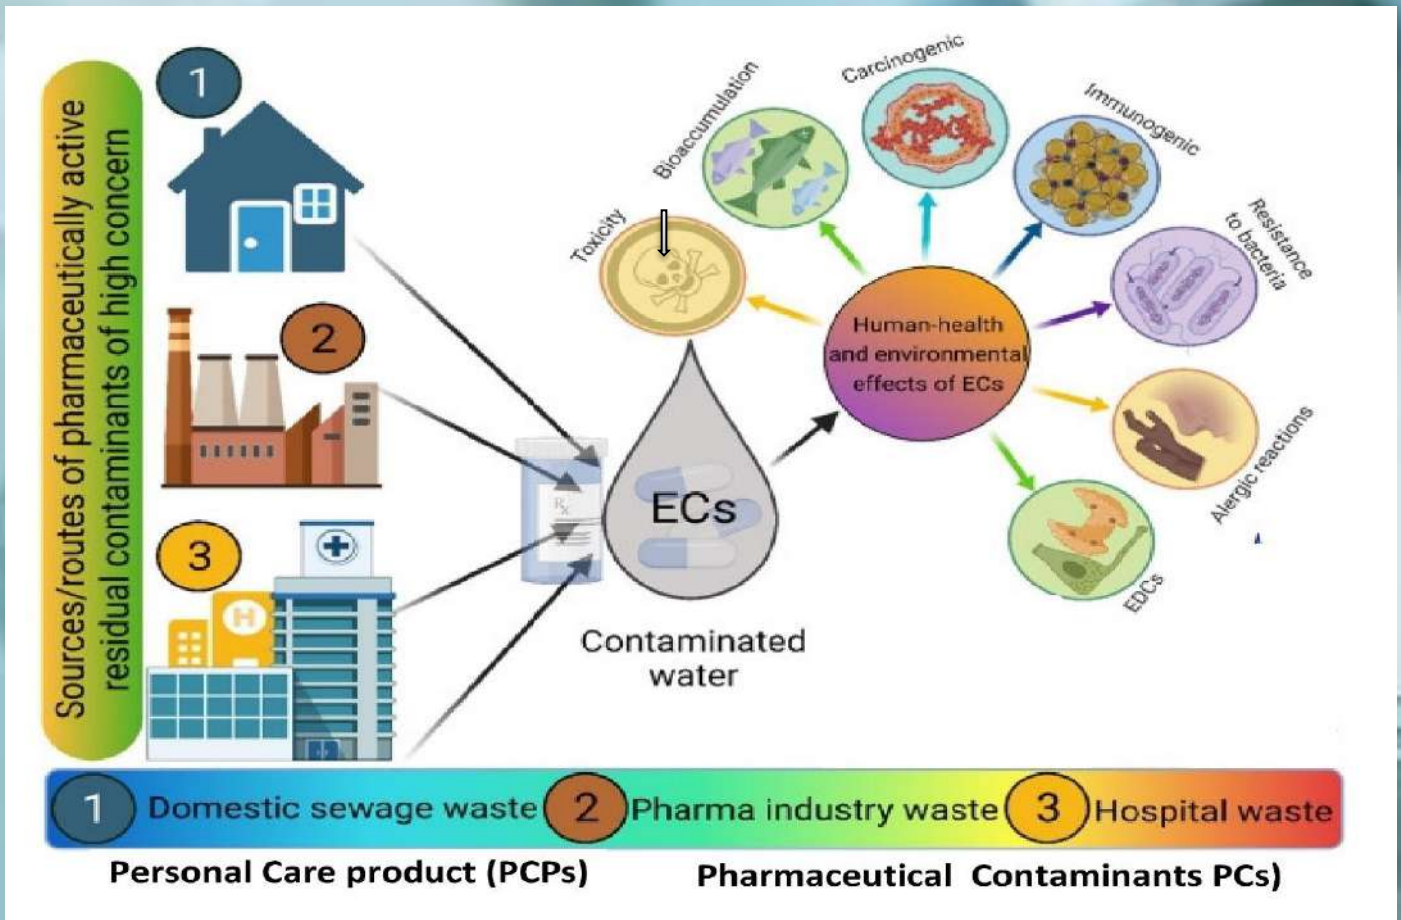 Sources/routes of pharmaceutically active
residual contaminants of high concern
1
2
3
H
Rx
ECs
Contaminated
water
Human-health
and environmental
effects of ECs
Toxicity
Bioaccumulation
Carcinogenic
Immunogenic
Resistance
to bacteria
Alergic reactions
EDCs
1 Domestic sewage waste 2 Pharma industry waste 3 Hospital waste
Personal Care product (PCPs)
Pharmaceutical Contaminants PCs)